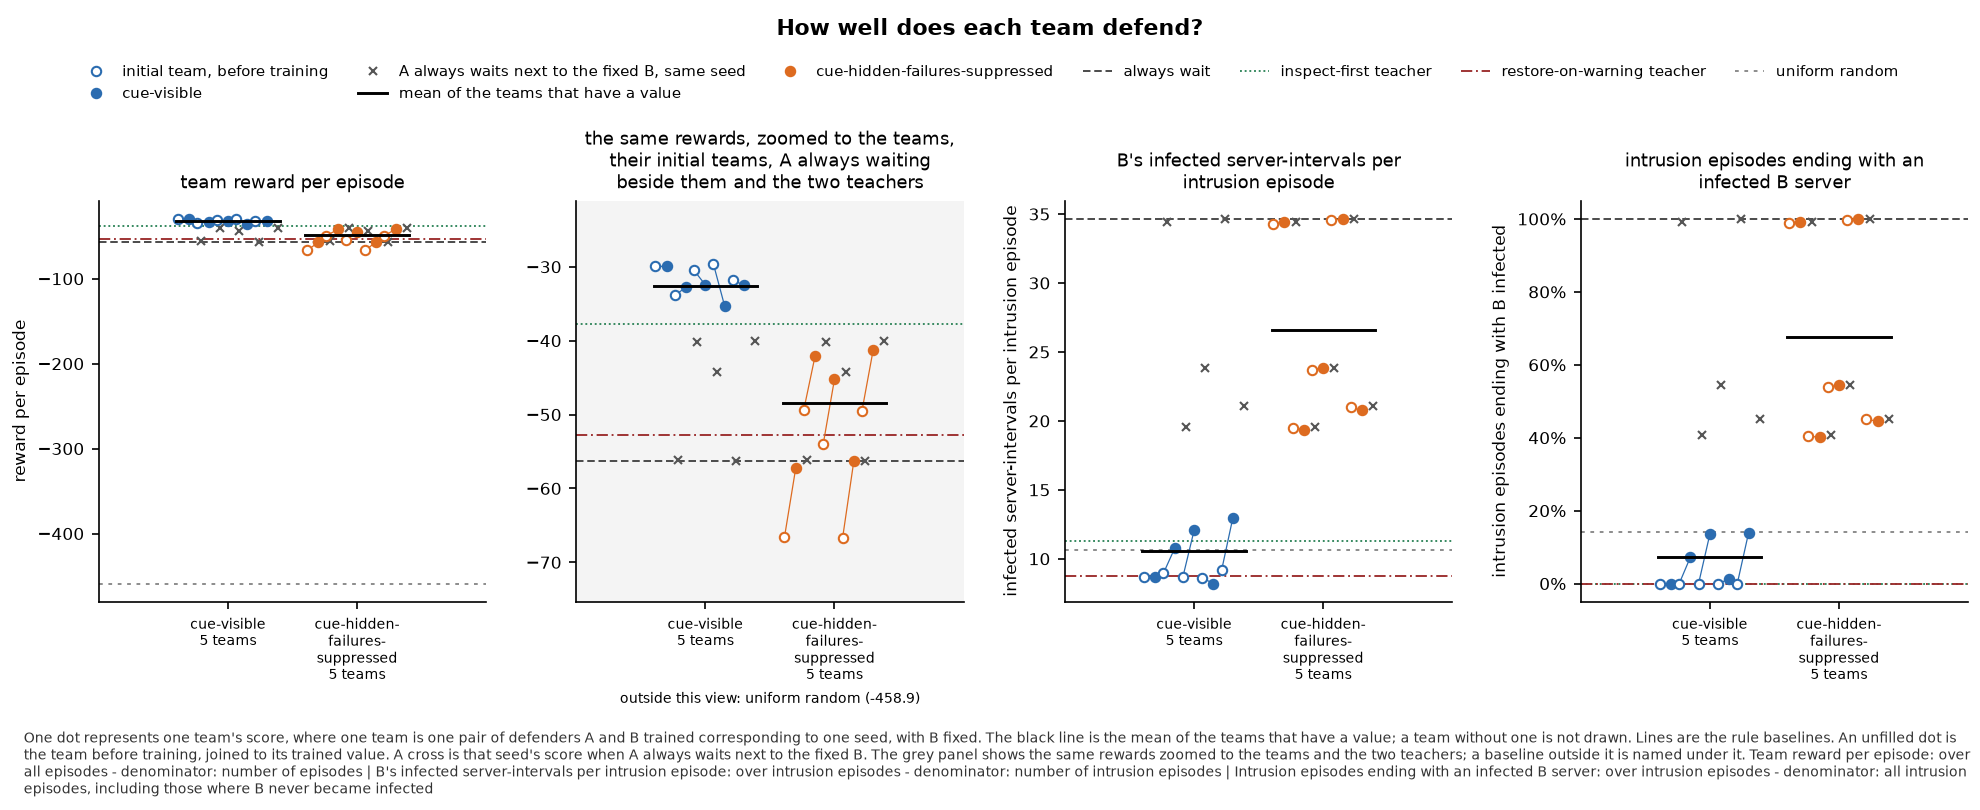 How well does each team defend?
initial team, before training
A always waits next to the fixed B, same seed
cue-hidden-failures-suppressed
always wait
inspect-first teacher
restore-on-warning teacher
uniform random
cue-visible
mean of the teams that have a value
team reward per episode
reward per episode
−100
−200
−300
−400
cue-visible
5 teams
cue-hidden-
failures-
suppressed
5 teams
the same rewards, zoomed to the teams,
their initial teams, A always waiting
beside them and the two teachers
−30
−40
−50
−60
−70
cue-visible
5 teams
cue-hidden-
failures-
suppressed
5 teams
outside this view: uniform random (-458.9)
B's infected server-intervals per
intrusion episode
infected server-intervals per intrusion episode
35
30
25
20
15
10
cue-visible
5 teams
cue-hidden-
failures-
suppressed
5 teams
intrusion episodes ending with an
infected B server
intrusion episodes ending with B infected
100%
80%
60%
40%
20%
0%
cue-visible
5 teams
cue-hidden-
failures-
suppressed
5 teams
One dot represents one team's score, where one team is one pair of defenders A and B trained corresponding to one seed, with B fixed. The black line is the mean of the teams that have a value; a team without one is not drawn. Lines are the rule baselines. An unfilled dot is
the team before training, joined to its trained value. A cross is that seed's score when A always waits next to the fixed B. The grey panel shows the same rewards zoomed to the teams and the two teachers; a baseline outside it is named under it. Team reward per episode: over
all episodes - denominator: number of episodes | B's infected server-intervals per intrusion episode: over intrusion episodes - denominator: number of intrusion episodes | Intrusion episodes ending with an infected B server: over intrusion episodes - denominator: all intrusion
episodes, including those where B never became infected